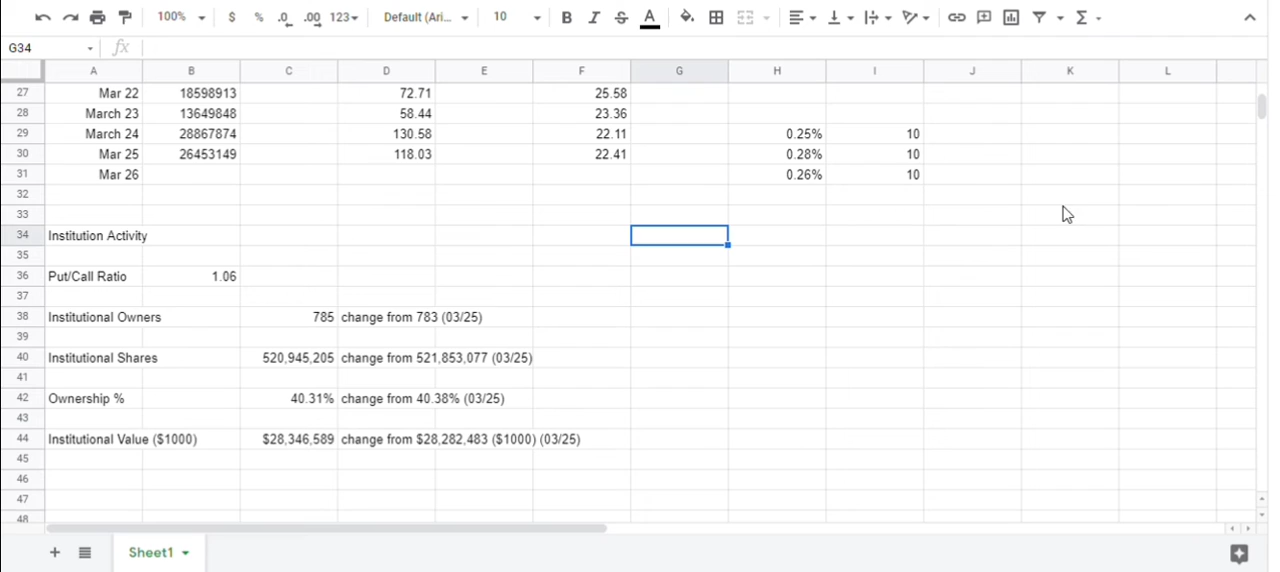 100% $ % .0 .00 123 Default (Ari... 10 B I S A Σ
G34 fx
A B C D E F G H I J K L
27 Mar 22 18598913 72.71 25.58
28 March 23 13649848 58.44 23.36
29 March 24 28867874 130.58 22.11 0.25% 10
30 Mar 25 26453149 118.03 22.41 0.28% 10
31 Mar 26 0.26% 10
32
33
34 Institution Activity
35
36 Put/Call Ratio 1.06
37
38 Institutional Owners 785 change from 783 (03/25)
39
40 Institutional Shares 520,945,205 change from 521,853,077 (03/25)
41
42 Ownership % 40.31% change from 40.38% (03/25)
43
44 Institutional Value ($1000) $28,346,589 change from $28,282,483 ($1000) (03/25)
45
46
47
48
+ Sheet1